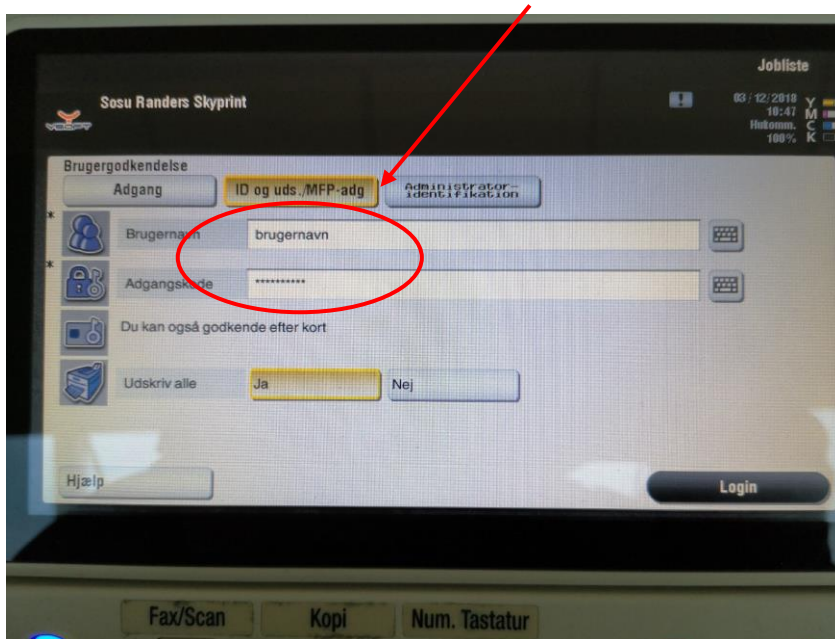 Jobliste
Sosu Randers Skyprint
03/12/2018
10:47
Hukomm.
100%
Y
M
C
K
Brugergodkendelse
Adgang
ID og uds./MFP-adg
Administrator-
identifikation
* Brugernavn
brugernavn
* Adgangskode
**********
Du kan også godkende efter kort
Udskriv alle
Ja
Nej
Hjælp
Login
Fax/Scan
Kopi
Num. Tastatur